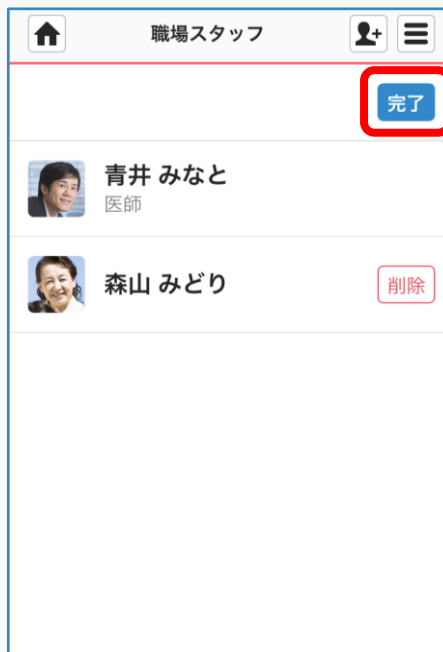 職場スタッフ
完了
青井 みなと
医師
森山 みどり
削除